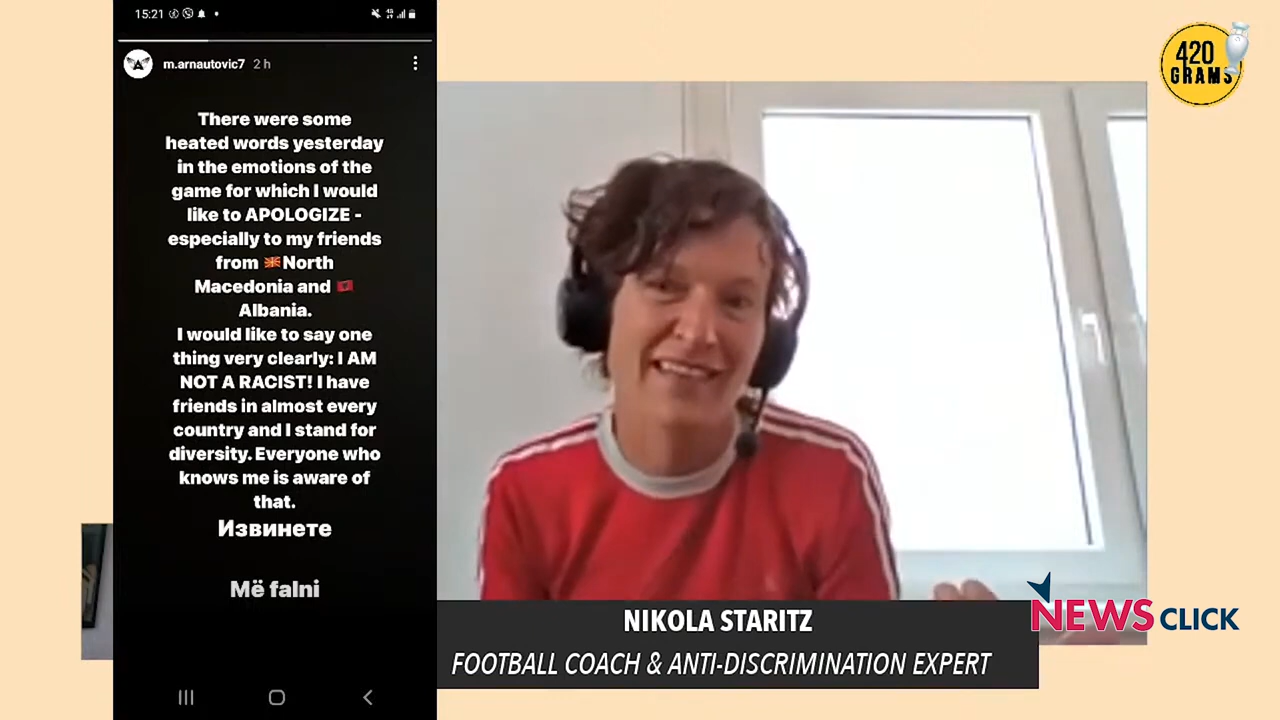 15:21
m.arnautovic7 2 h
There were some
heated words yesterday
in the emotions of the
game for which I would
like to APOLOGIZE -
especially to my friends
from 🇲🇰North
Macedonia and 🇦🇱
Albania.
I would like to say one
thing very clearly: I AM
NOT A RACIST! I have
friends in almost every
country and I stand for
diversity. Everyone who
knows me is aware of
that.
Извинете
Më falni
420
GRAMS
NIKOLA STARITZ
FOOTBALL COACH & ANTI-DISCRIMINATION EXPERT
NEWSCLICK